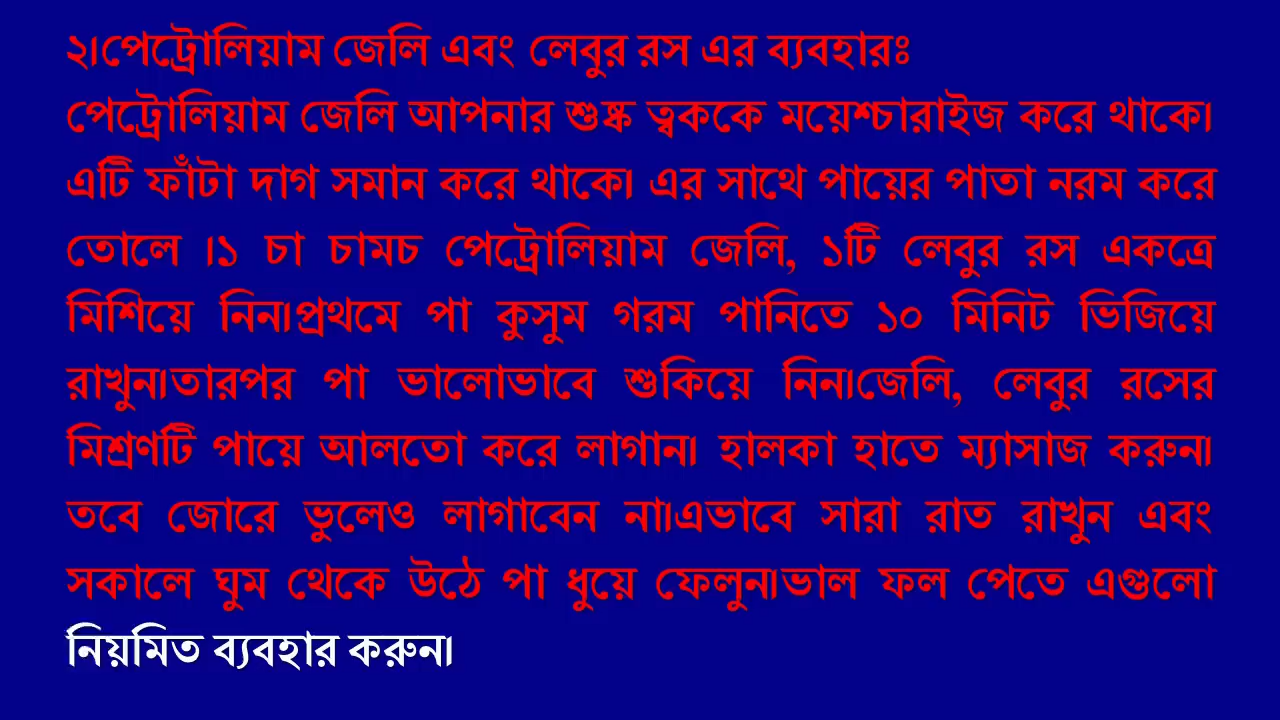 ২।পেট্রোলিয়াম জেলি এবং লেবুর রস এর ব্যবহারঃ
পেট্রোলিয়াম জেলি আপনার শুষ্ক ত্বককে ময়েশ্চারাইজ করে থাকে।
এটি ফাঁটা দাগ সমান করে থাকে। এর সাথে পায়ের পাতা নরম করে
তোলে ।১ চা চামচ পেট্রোলিয়াম জেলি, ১টি লেবুর রস একত্রে
মিশিয়ে নিন।প্রথমে পা কুসুম গরম পানিতে ১০ মিনিট ভিজিয়ে
রাখুন।তারপর পা ভালোভাবে শুকিয়ে নিন।জেলি, লেবুর রসের
মিশ্রণটি পায়ে আলতো করে লাগান। হালকা হাতে ম্যাসাজ করুন।
তবে জোরে ভুলেও লাগাবেন না।এভাবে সারা রাত রাখুন এবং
সকালে ঘুম থেকে উঠে পা ধুয়ে ফেলুন।ভাল ফল পেতে এগুলো
নিয়মিত ব্যবহার করুন।